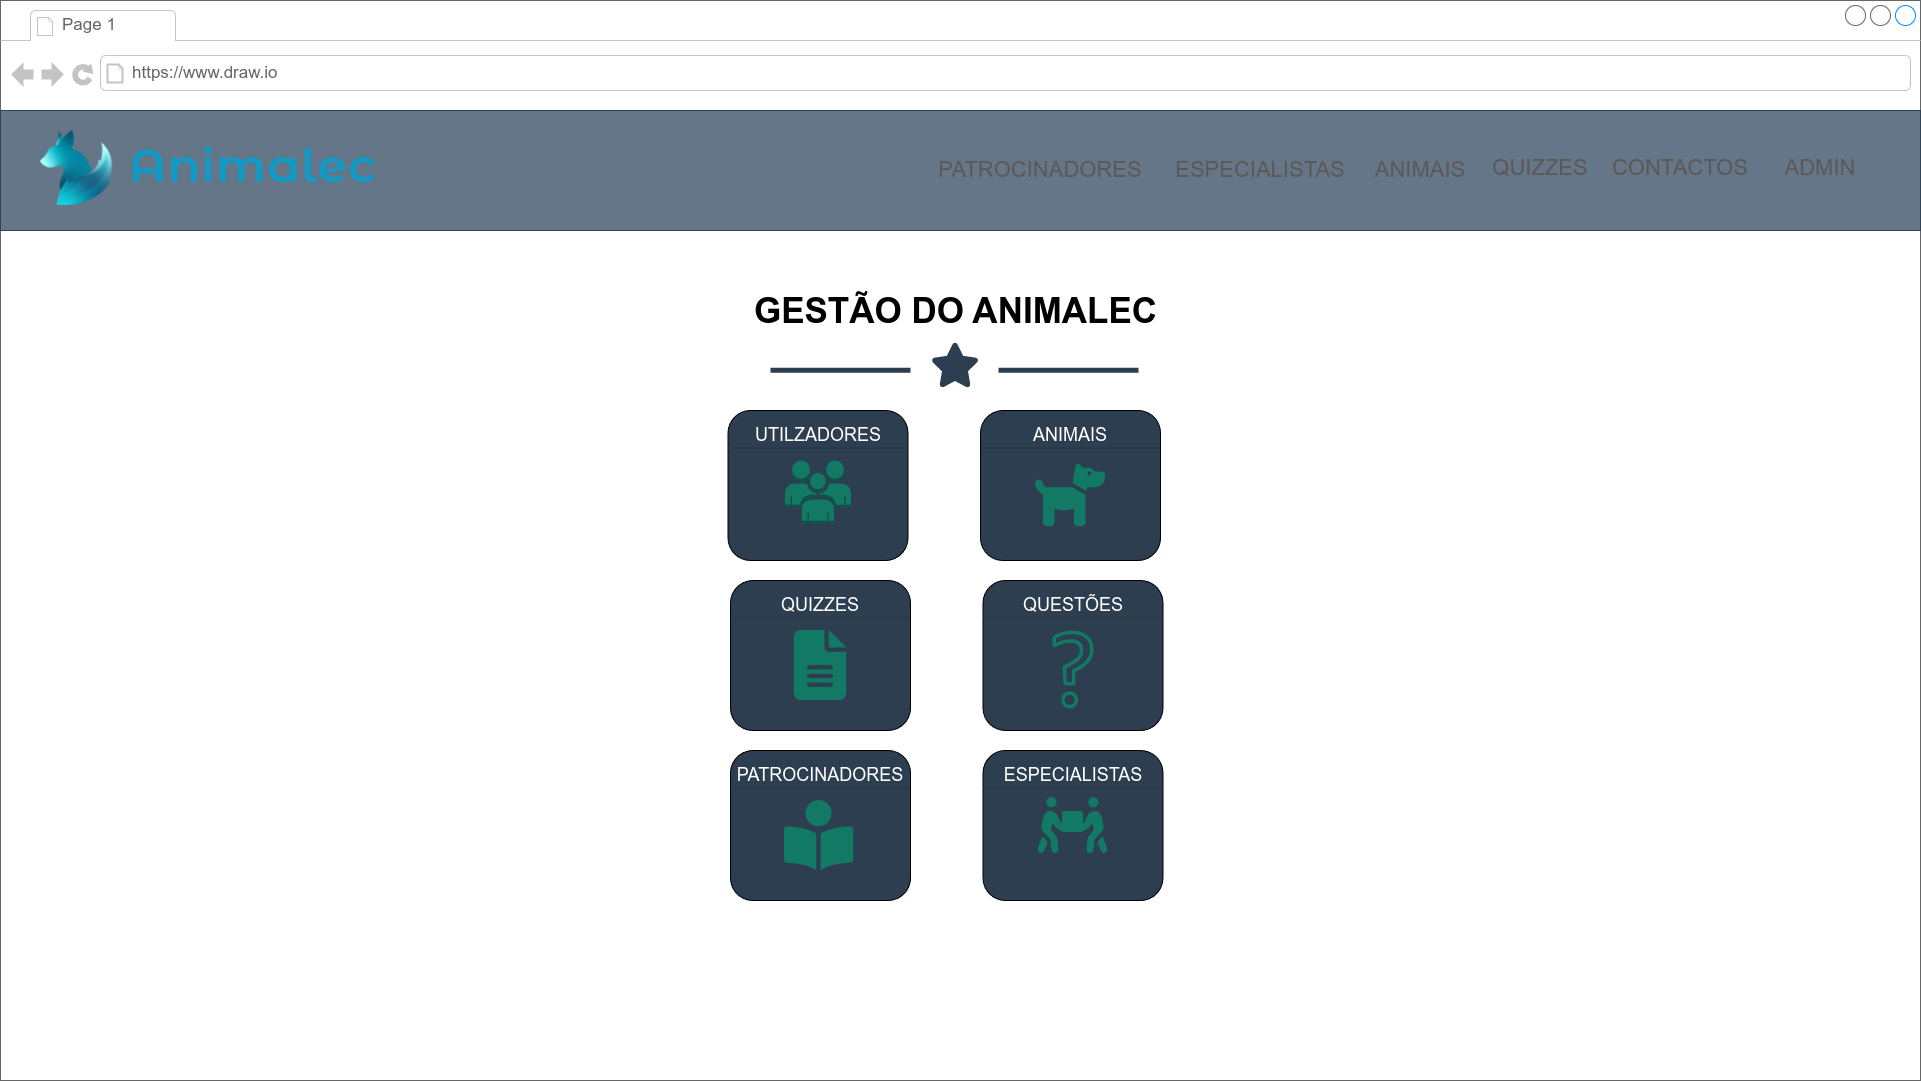 Page 1
https://www.draw.io
Animalec
PATROCINADORES ESPECIALISTAS ANIMAIS QUIZZES CONTACTOS ADMIN
GESTÃO DO ANIMALEC
UTILZADORES ANIMAIS
QUIZZES QUESTÕES
PATROCINADORES ESPECIALISTAS